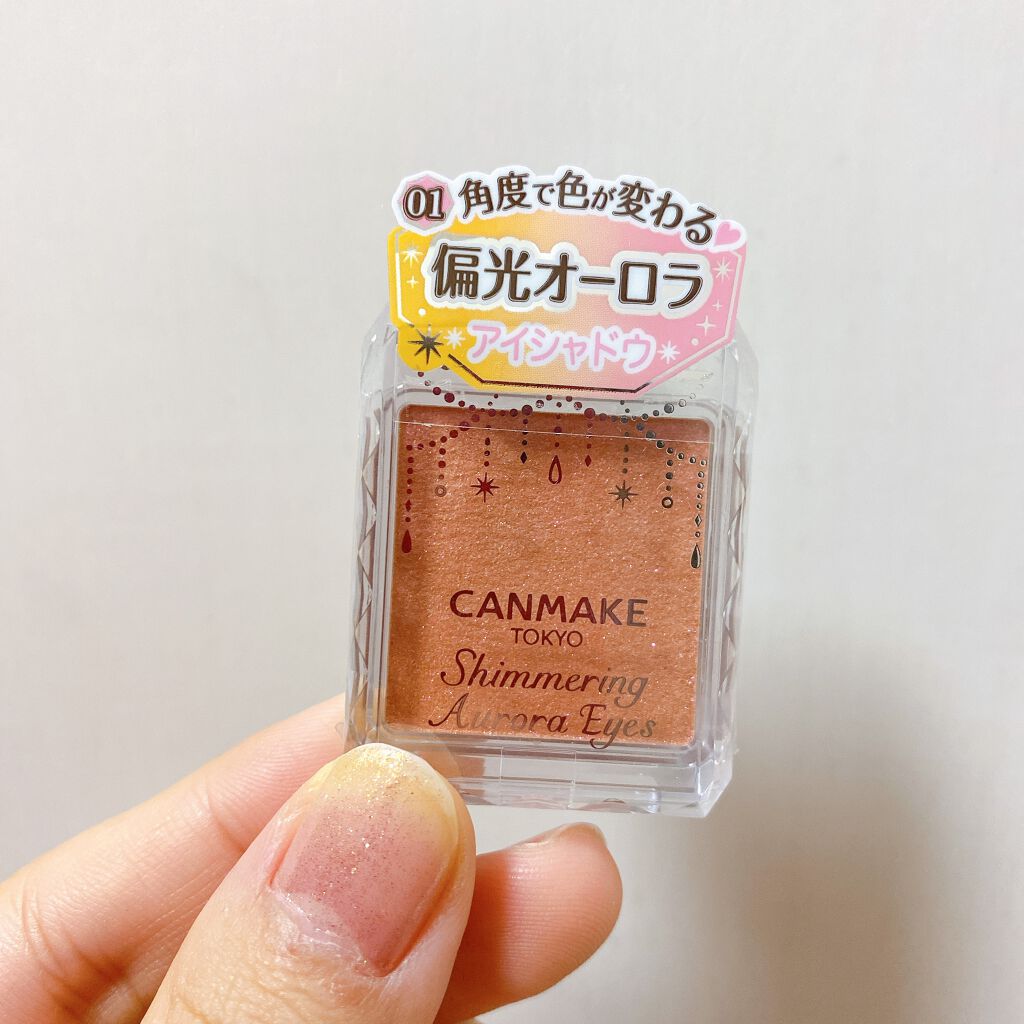 01 角度で色が変わる
偏光オーロラ
アイシャドウ
CANMAKE
TOKYO
Shimmering
Aurora Eyes